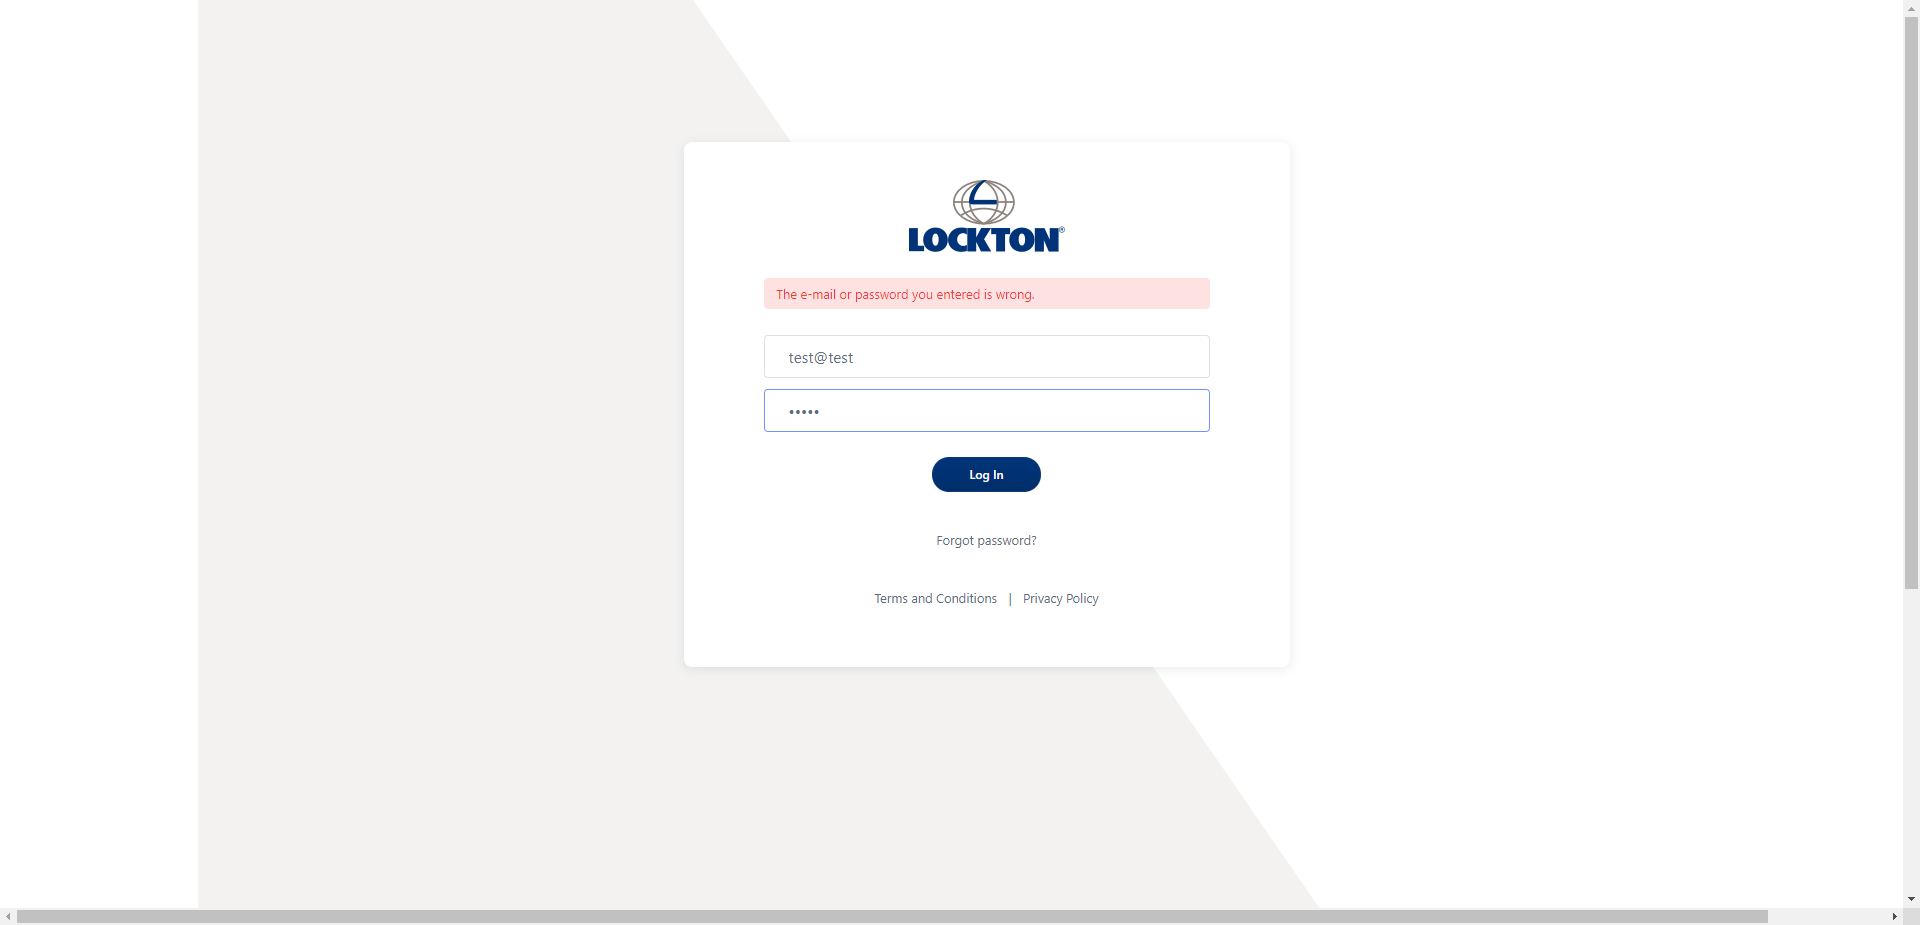 LOCKTON®
The e-mail or password you entered is wrong.
test@test
•••••
Log In
Forgot password?
Terms and Conditions | Privacy Policy